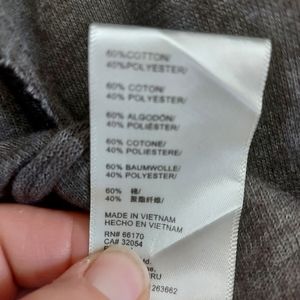 60%COTTON/
40% POLYESTER/
60% COTON/
40% POLYESTER/
60% ALGODÓN/
40% POLIÉSTER/
60% COTONE/
40% POLIESTERE/
60% BAUMWOLLE/
40% POLYESTER/
60% 棉/
40% 聚酯纤维/
MADE IN VIETNAM
HECHO EN VIETNAM
RN# 66170
CA# 32054
263662